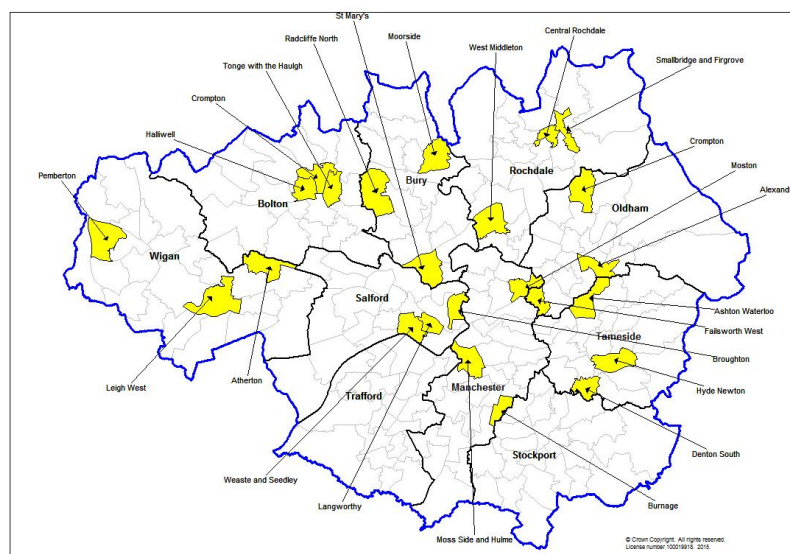 St Mary's
Radcliffe North
Moorside
Central Rochdale
Tonge with the Haulgh
West Middleton
Smallbridge and Firgrove
Crompton
Halliwell
Crompton
Moston
Pemberton
Rochdale
Bury
Bolton
Oldham
Alexand
Wigan
Salford
Ashton Waterloo
Failsworth West
Tameside
Broughton
Leigh West
Atherton
Manchester
Hyde Newton
Trafford
Denton South
Stockport
Weaste and Seedley
Langworthy
Burnage
Moss Side and Hulme
© Crown Copyright. All rights reserved.
License number 100019918. 2015.